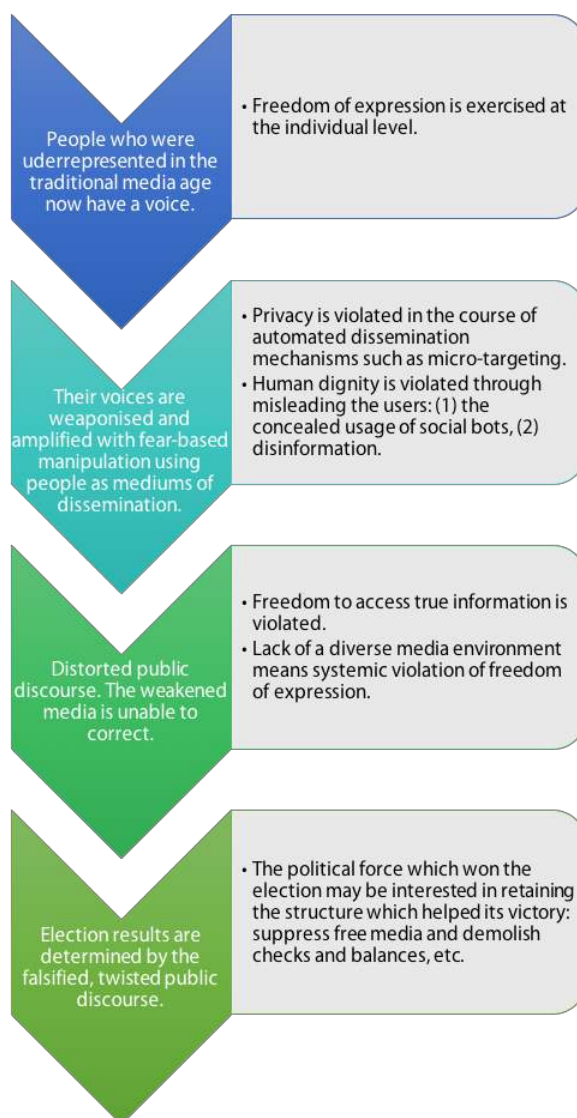 People who were
uderrepresented in the
traditional media age
now have a voice.
• Freedom of expression is exercised at
the individual level.
Their voices are
weaponised and
amplified with fear-based
manipulation using
people as mediums of
dissemination.
• Privacy is violated in the course of
automated dissemination
mechanisms such as micro-targeting.
• Human dignity is violated through
misleading the users: (1) the
concealed usage of social bots, (2)
disinformation.
Distorted public
discourse. The weakened
media is unable to
correct.
• Freedom to access true information is
violated.
• Lack of a diverse media environment
means systemic violation of freedom
of expression.
Election results are
determined by the
falsified, twisted public
discourse.
• The political force which won the
election may be interested in retaining
the structure which helped its victory:
suppress free media and demolish
checks and balances, etc.